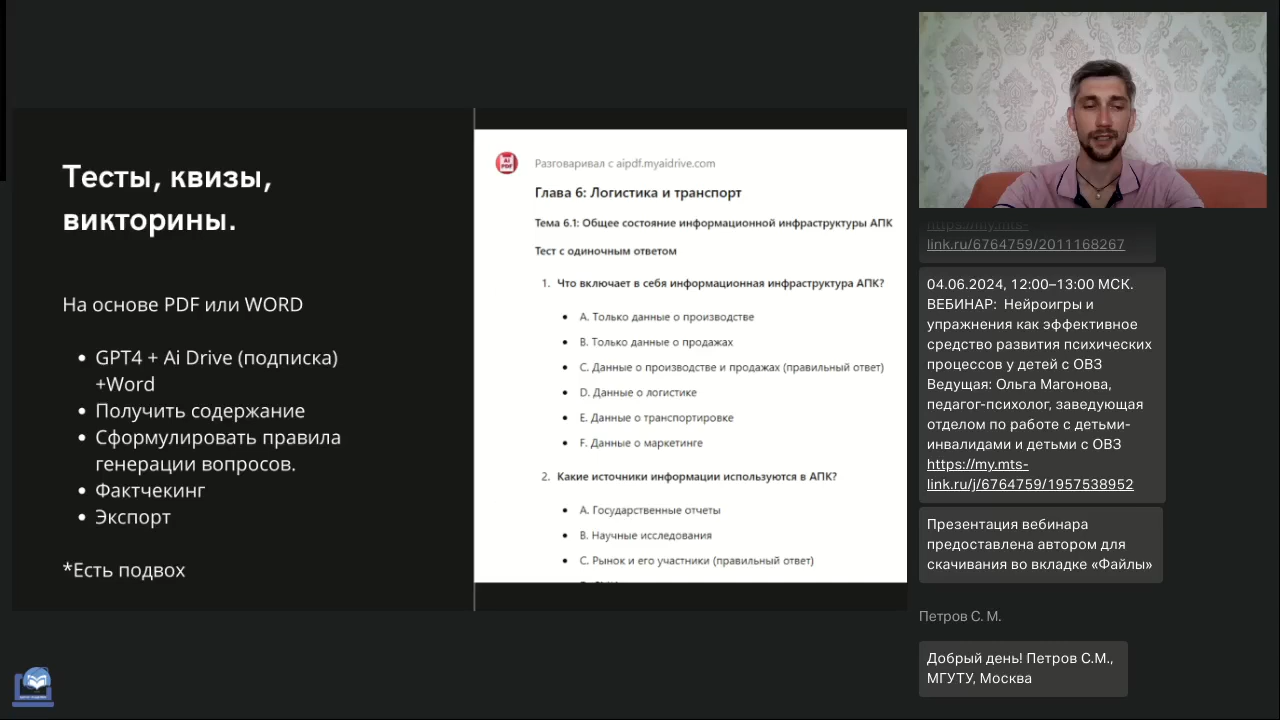 Тесты, квизы,
викторины.
На основе PDF или WORD
GPT4 + Ai Drive (подписка)
+Word
Получить содержание
Сформулировать правила
генерации вопросов.
Фактчекинг
Экспорт
*Есть подвох
Разговаривал с aipdf.myaidrive.com
Глава 6: Логистика и транспорт
Тема 6.1: Общее состояние информационной инфраструктуры АПК
Тест с одиночным ответом
1. Что включает в себя информационная инфраструктура АПК?
A. Только данные о производстве
B. Только данные о продажах
C. Данные о производстве и продажах (правильный ответ)
D. Данные о логистике
E. Данные о транспортировке
F. Данные о маркетинге
2. Какие источники информации используются в АПК?
A. Государственные отчеты
B. Научные исследования
C. Рынок и его участники (правильный ответ)
https://my.mts-
link.ru/6764759/2011168267
04.06.2024, 12:00–13:00 МСК.
ВЕБИНАР: Нейроигры и
упражнения как эффективное
средство развития психических
процессов у детей с ОВЗ
Ведущая: Ольга Магонова,
педагог-психолог, заведующая
отделом по работе с детьми-
инвалидами и детьми с ОВЗ
https://my.mts-
link.ru/j/6764759/1957538952
Презентация вебинара
предоставлена автором для
скачивания во вкладке «Файлы»
Петров С. М.
Добрый день! Петров С.М.,
МГУТУ, Москва